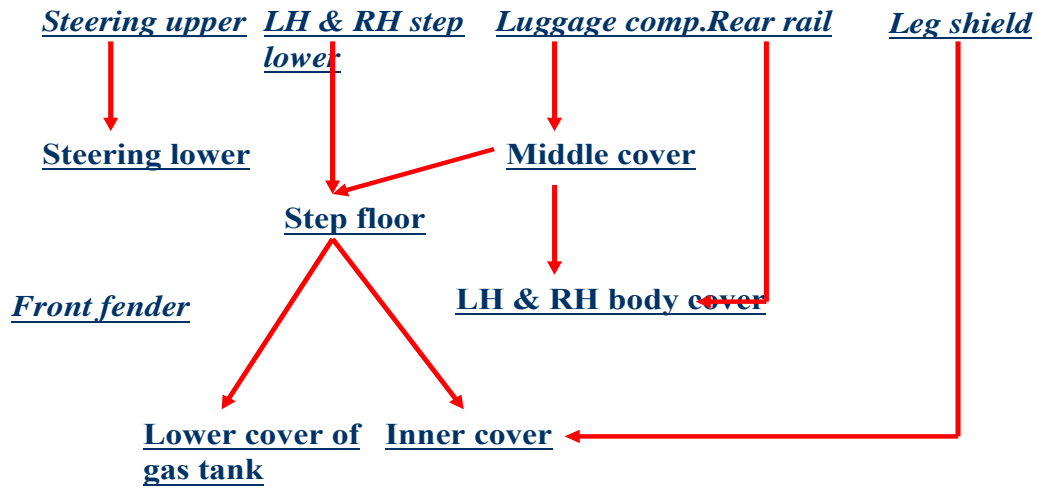 Steering upper
LH & RH step
lower
Luggage comp.
Rear rail
Leg shield
Steering lower
Middle cover
Step floor
Front fender
LH & RH body cover
Lower cover of
gas tank
Inner cover